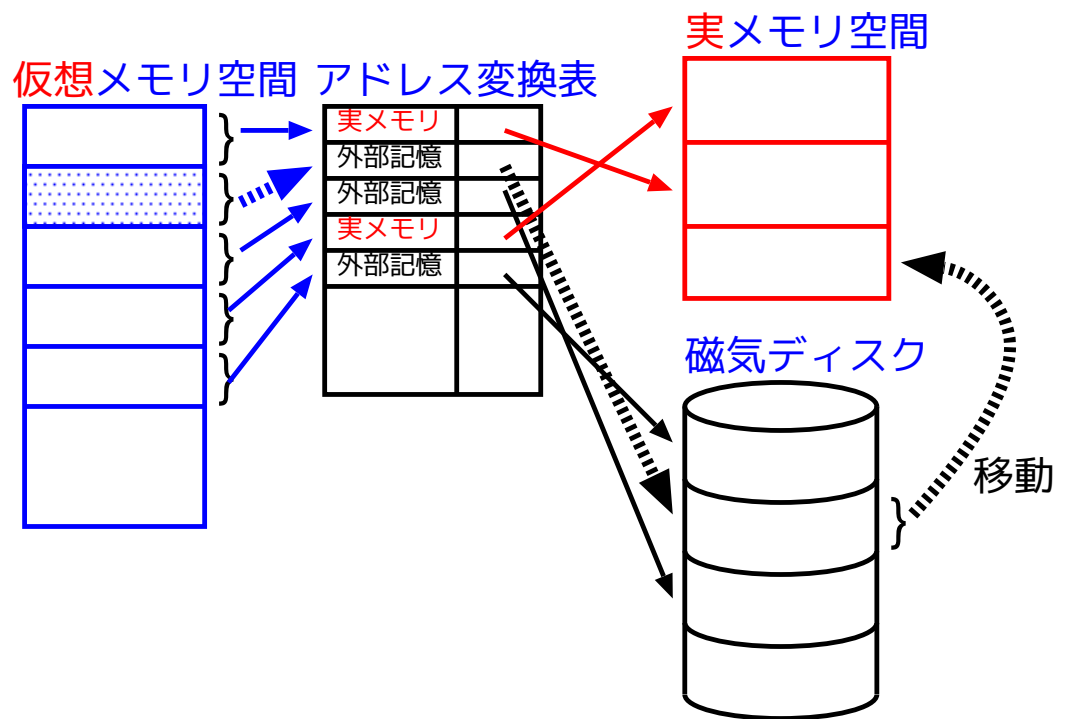 実メモリ空間
仮想メモリ空間
アドレス変換表
実メモリ
外部記憶
外部記憶
実メモリ
外部記憶
磁気ディスク
移動